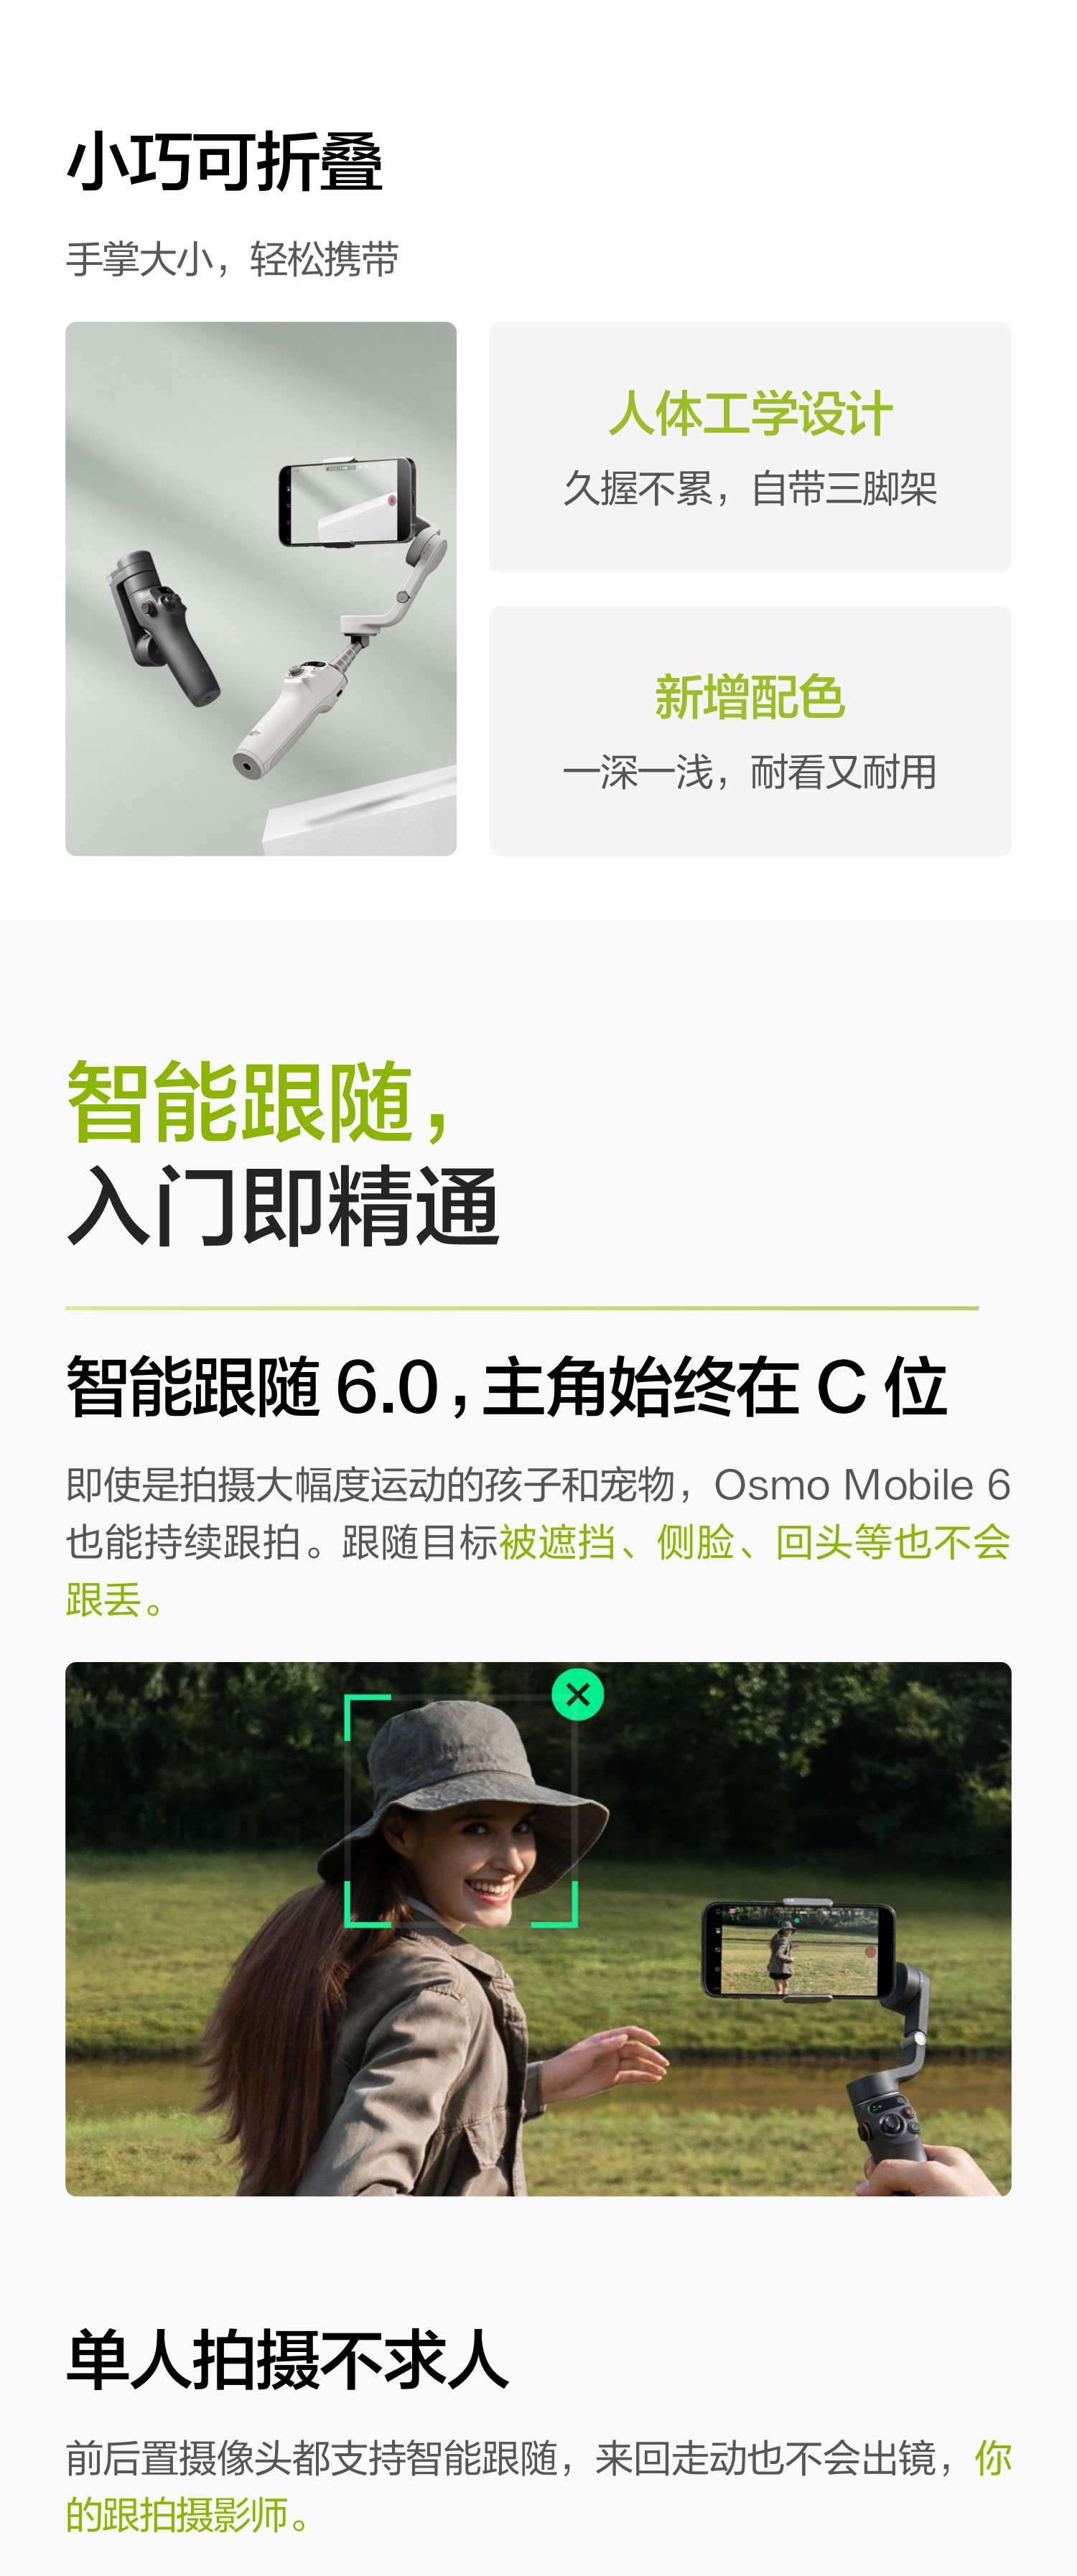 小巧可折叠
手掌大小，轻松携带
人体工学设计
久握不累，自带三脚架
新增配色
一深一浅，耐看又耐用
智能跟随，
入门即精通
智能跟随 6.0，主角始终在 C 位
即使是拍摄大幅度运动的孩子和宠物，Osmo Mobile 6
也能持续跟拍。跟随目标被遮挡、侧脸、回头等也不会
跟丢。
单人拍摄不求人
前后置摄像头都支持智能跟随，来回走动也不会出镜，你
的跟拍摄影师。